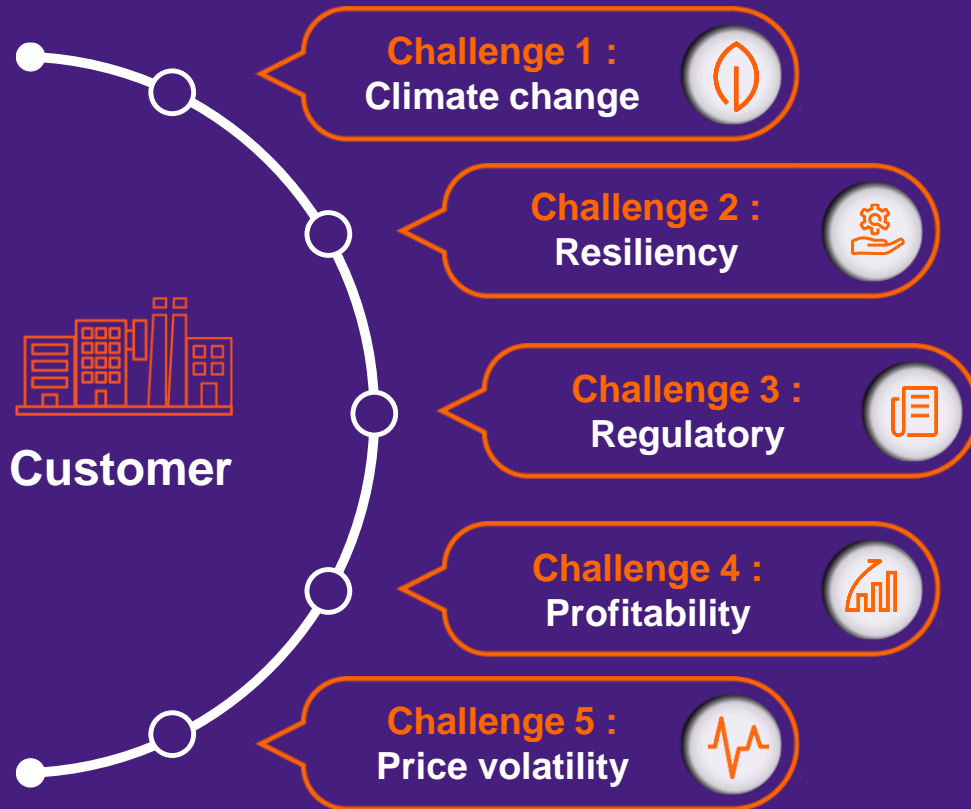 Challenge 1 :
Climate change
Challenge 2 :
Resiliency
Challenge 3 :
Regulatory
Customer
Challenge 4 :
Profitability
Challenge 5 :
Price volatility